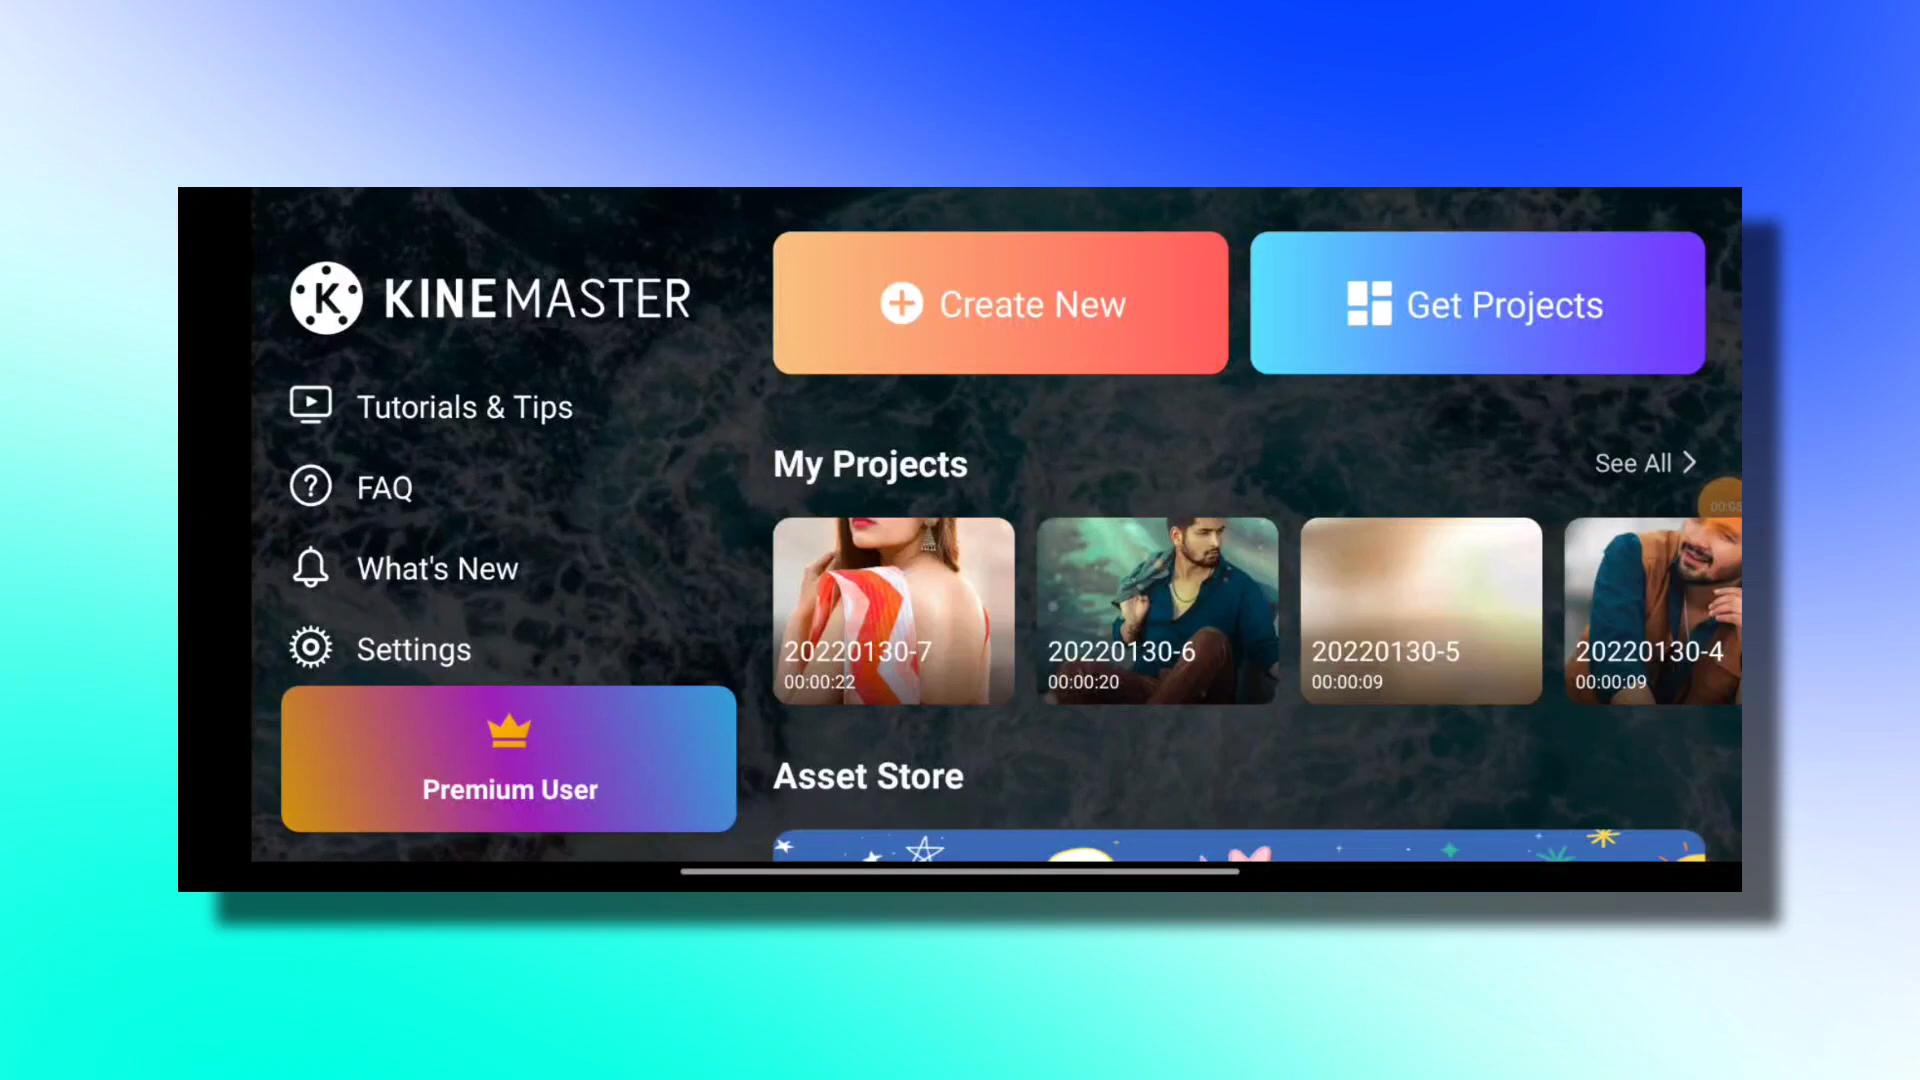 KINEMASTER
Tutorials & Tips
FAQ
What's New
Settings
Premium User
Create New
Get Projects
My Projects
See All
20220130-7
00:00:22
20220130-6
00:00:20
20220130-5
00:00:09
20220130-4
00:00:09
Asset Store